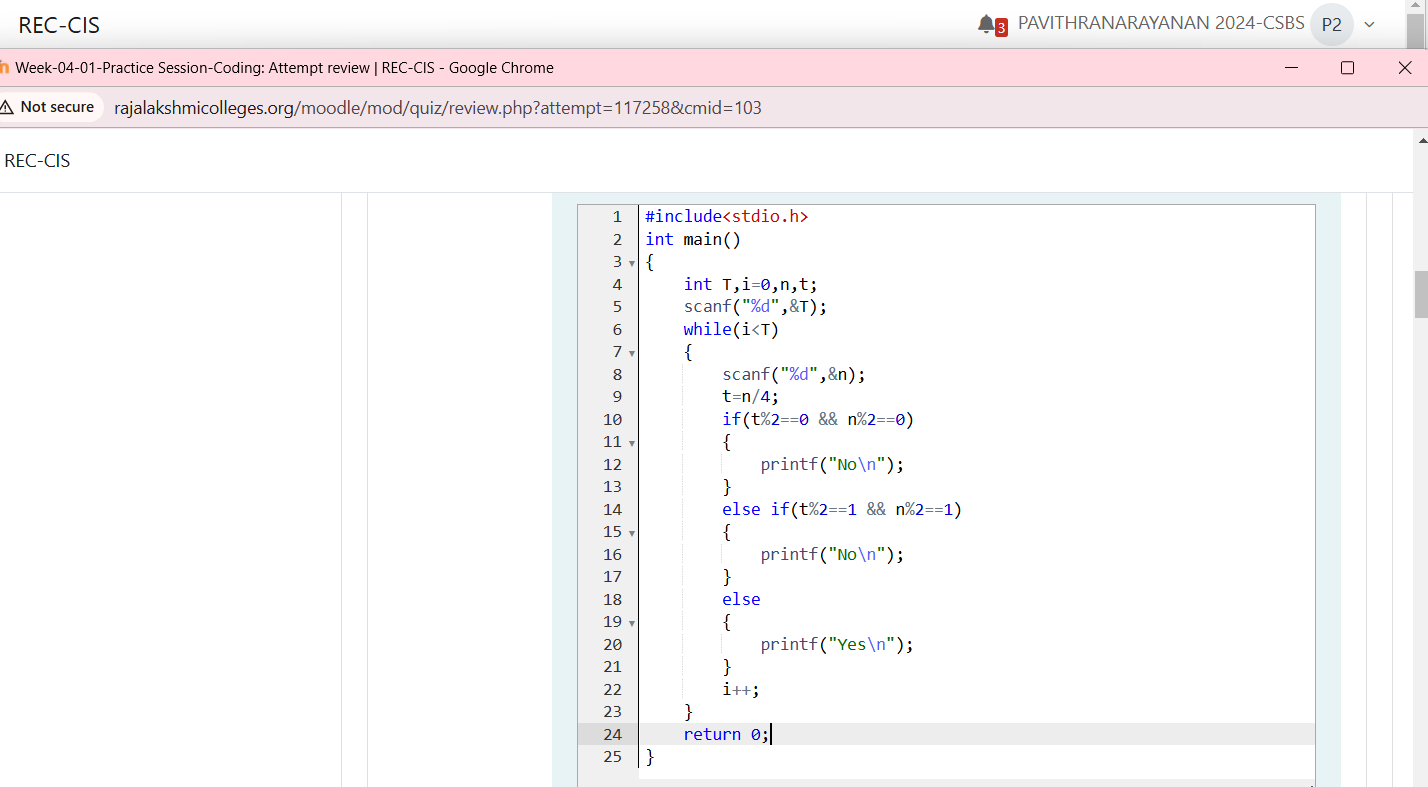 REC-CIS
3 PAVITHRANARAYANAN 2024-CSBS P2
Week-04-01-Practice Session-Coding: Attempt review | REC-CIS - Google Chrome
Not secure rajalakshmicolleges.org/moodle/mod/quiz/review.php?attempt=117258&cmid=103
REC-CIS
1 #include<stdio.h>
2 int main()
3 {
4     int T,i=0,n,t;
5     scanf("%d",&T);
6     while(i<T)
7     {
8         scanf("%d",&n);
9         t=n/4;
10         if(t%2==0 && n%2==0)
11         {
12             printf("No\n");
13         }
14         else if(t%2==1 && n%2==1)
15         {
16             printf("No\n");
17         }
18         else
19         {
20             printf("Yes\n");
21         }
22         i++;
23     }
24     return 0;
25 }